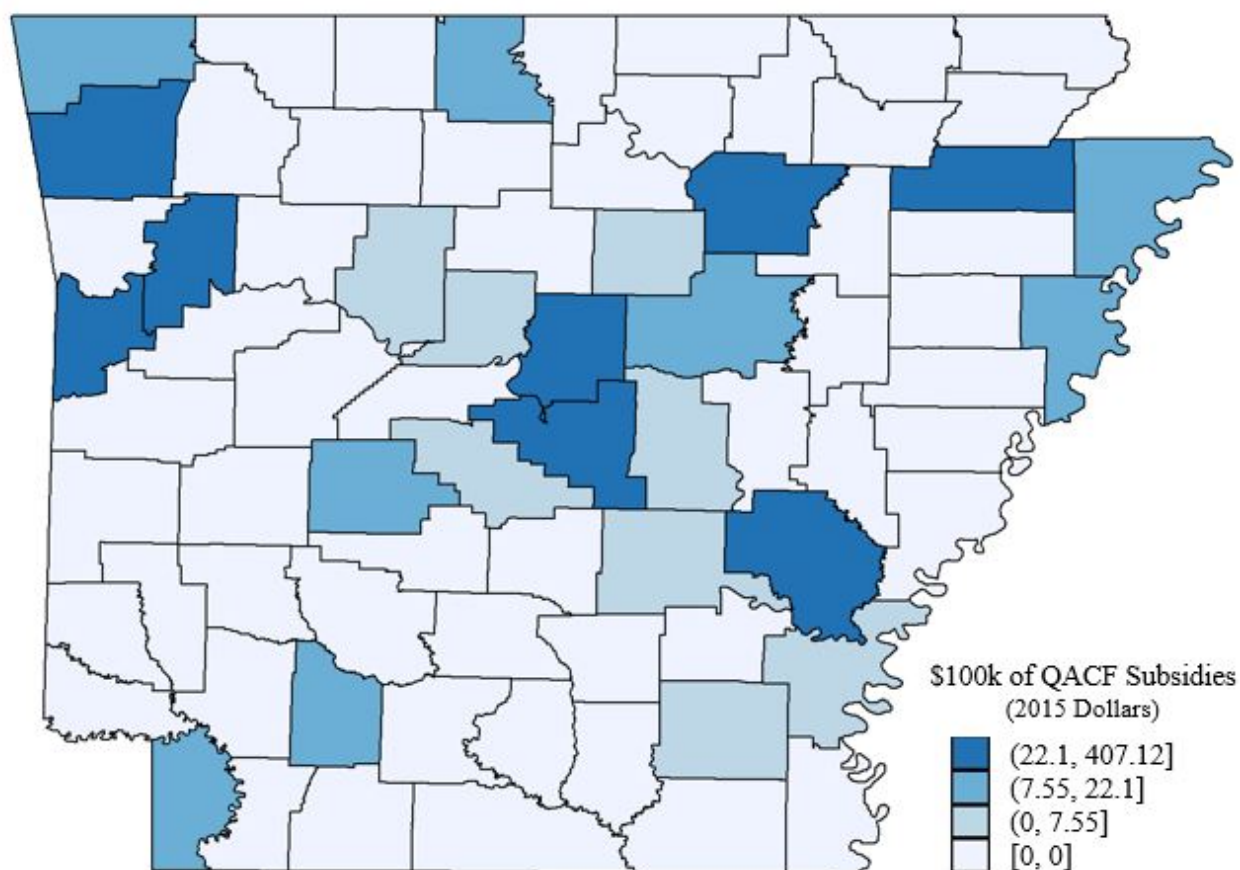 $100k of QACF Subsidies
(2015 Dollars)
(22.1, 407.12]
(7.55, 22.1]
(0, 7.55]
[0, 0]